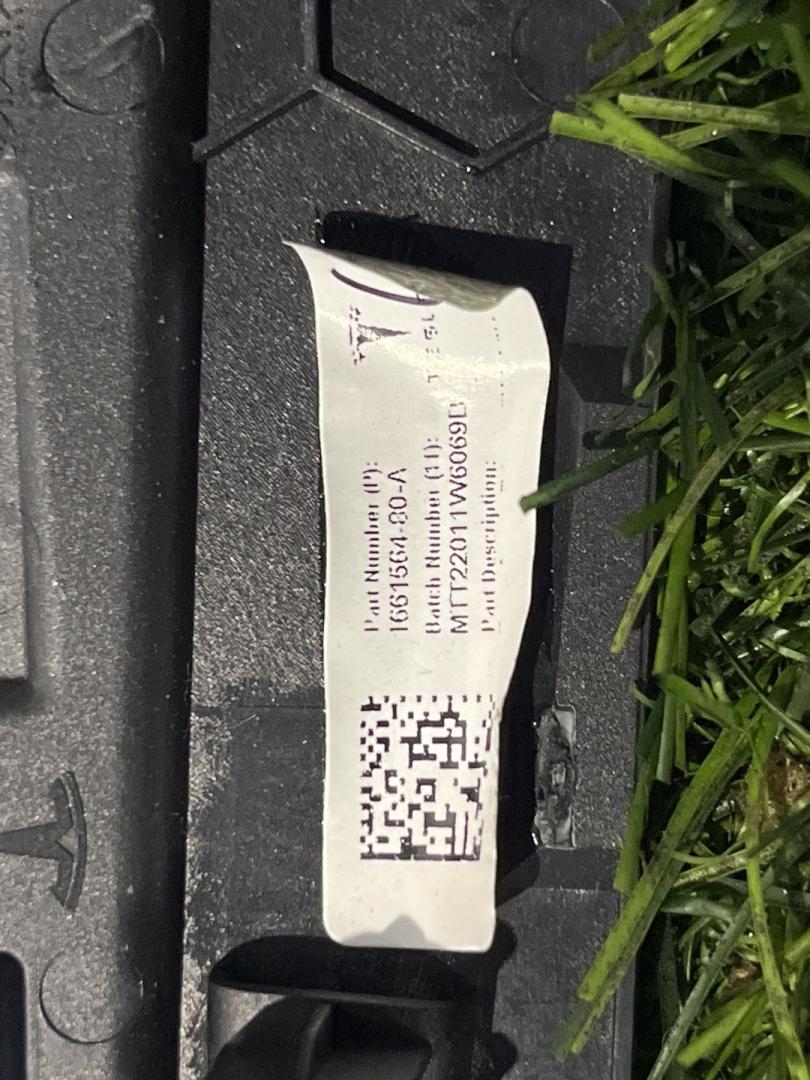 Part Number (P):
1661564-80-A
Batch Number (1T):
MTT22011W6069D
Part Description: